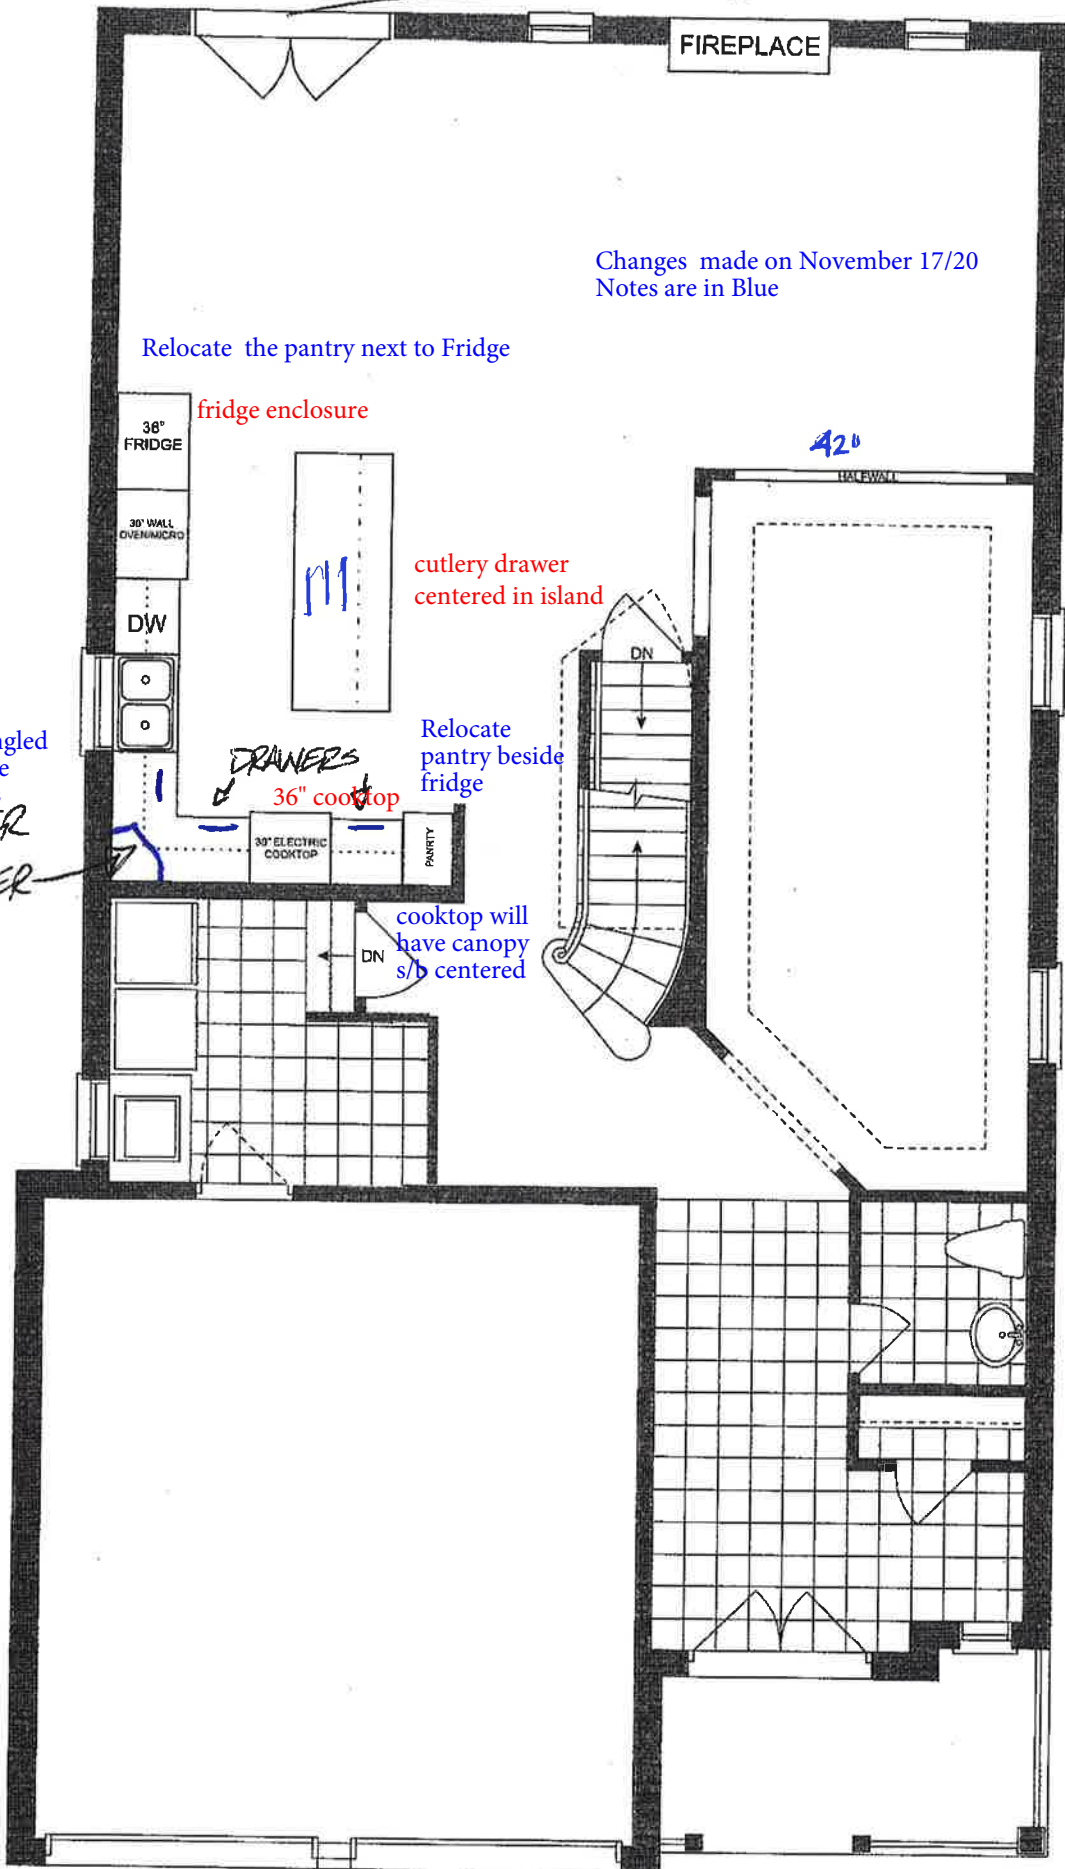 FIREPLACE
Changes made on November 17/20
Notes are in Blue
Relocate the pantry next to Fridge
fridge enclosure
36"
FRIDGE
42"
HALFWALL
30" WALL
OVEN/MICRO
cutlery drawer
centered in island
DW
DN
Relocate
pantry beside
fridge
DRAWERS
36" cooktop
30" ELECTRIC
COOKTOP
PANRTY
cooktop will
have canopy
s/b centered
DN